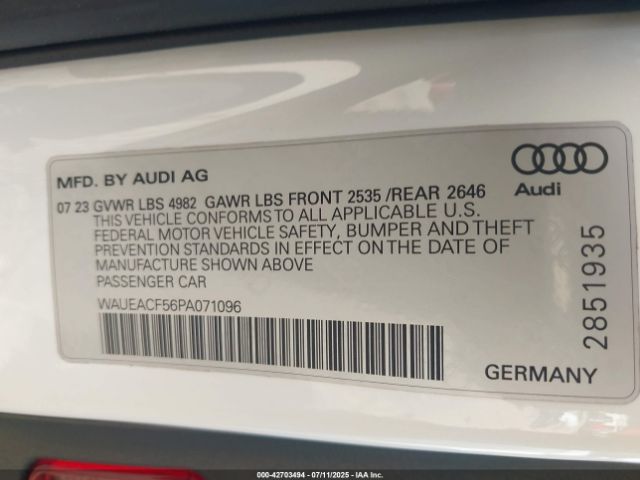 MFD. BY AUDI AG
07 23 GVWR LBS 4982 GAWR LBS FRONT 2535 /REAR 2646
THIS VEHICLE CONFORMS TO ALL APPLICABLE U.S.
FEDERAL MOTOR VEHICLE SAFETY, BUMPER AND THEFT
PREVENTION STANDARDS IN EFFECT ON THE DATE OF
MANUFACTURE SHOWN ABOVE
PASSENGER CAR
WAUEACF56PA071096
Audi
2851935
GERMANY
000-42703494 - 07/11/2025 - IAA Inc.